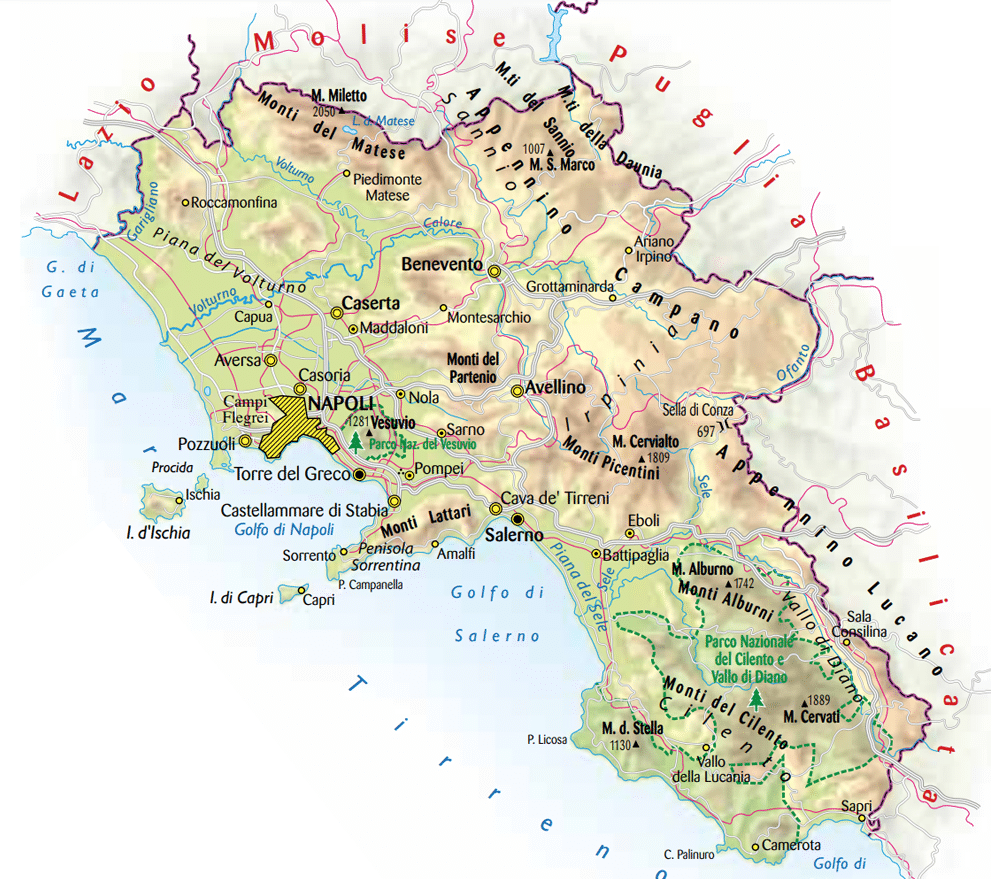 Molise
Puglia
Lazio
Basilicata
Mar
Tirreno
M. Miletto
2050
Monti del Matese
L. d. Matese
Appennino
Campano
Sannio
M.ti del Sannio
M.ti della Daunia
1007
M. S. Marco
Volturno
Piedimonte
Matese
Roccamonfina
Garigliano
Calore
Ariano
Irpino
Piana del Volturno
Benevento
Grottaminarda
G. di
Gaeta
Volturno
Caserta
Capua
Maddaloni
Montesarchio
Irpinia
Ofanto
Aversa
Monti del
Partenio
Casoria
Avellino
Campi
Flegrei
NAPOLI
Nola
Sella di Conza
697
1281
Vesuvio
Parco Naz. del Vesuvio
Sarno
M. Cervialto
1809
Monti Picentini
Appennino Lucano
Pozzuoli
Torre del Greco
Pompei
Procida
Ischia
I. d'Ischia
Castellammare di Stabia
Golfo di Napoli
Cava de' Tirreni
Sele
Monti Lattari
Salerno
Eboli
Sorrento
Penisola
Sorrentina
Amalfi
Battipaglia
P. Campanella
I. di Capri
Capri
Golfo di
Salerno
Piana del Sele
Sele
M. Alburno
1742
Monti Alburni
Vallo di Diano
Sala
Consilina
Parco Nazionale
del Cilento e
Vallo di Diano
Monti del Cilento
Cilento
1889
M. Cervati
M. d. Stella
1130
P. Licosa
Vallo
della Lucania
Sapri
Camerota
C. Palinuro
Golfo di